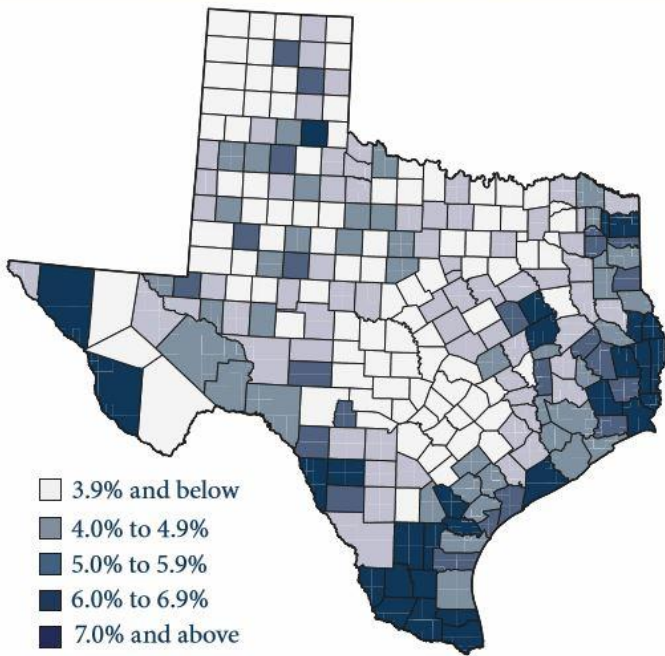 3.9% and below
4.0% to 4.9%
5.0% to 5.9%
6.0% to 6.9%
7.0% and above